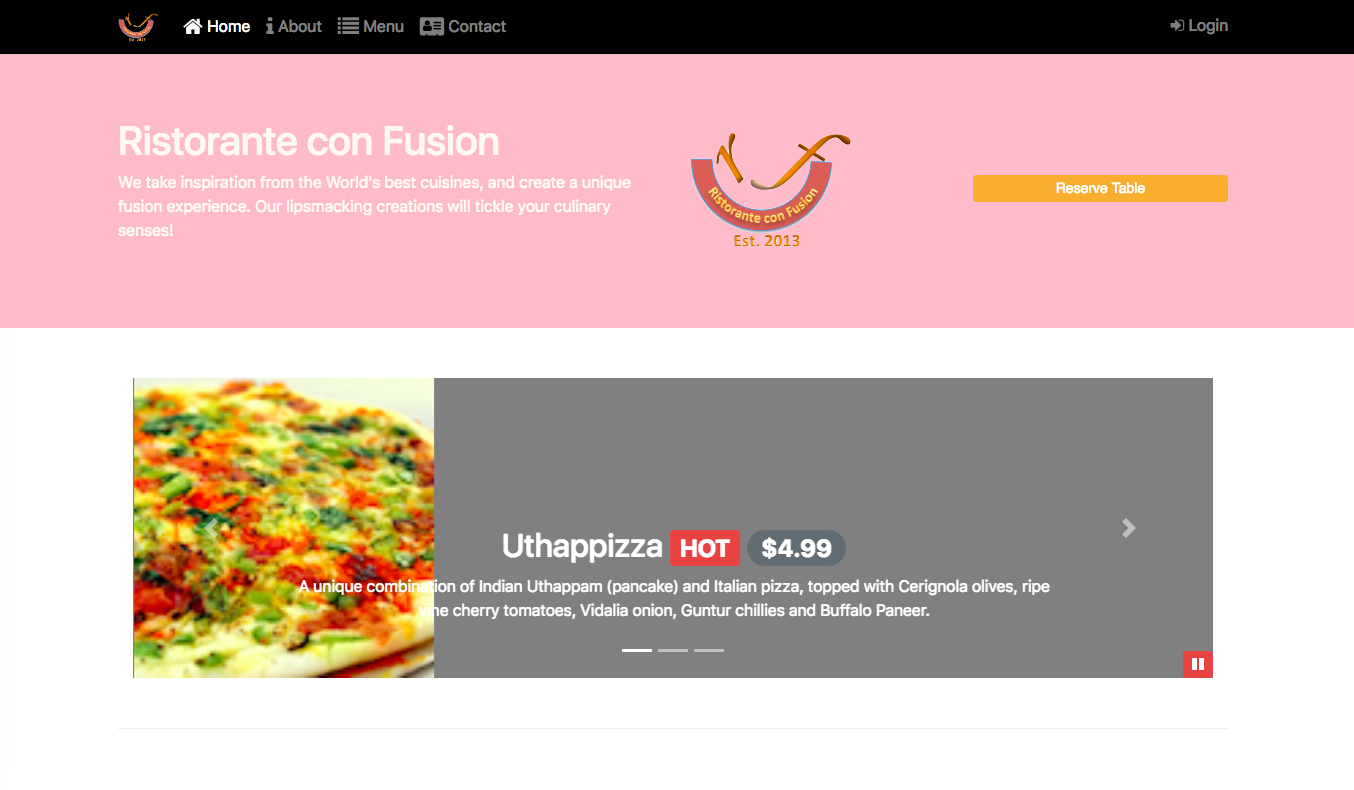 Home About Menu Contact Login
Ristorante con Fusion
We take inspiration from the World's best cuisines, and create a unique
fusion experience. Our lipsmacking creations will tickle your culinary
senses!
Ristorante con Fusion
Est. 2013
Reserve Table
Uthappizza HOT $4.99
A unique combination of Indian Uthappam (pancake) and Italian pizza, topped with Cerignola olives, ripe
vine cherry tomatoes, Vidalia onion, Guntur chillies and Buffalo Paneer.